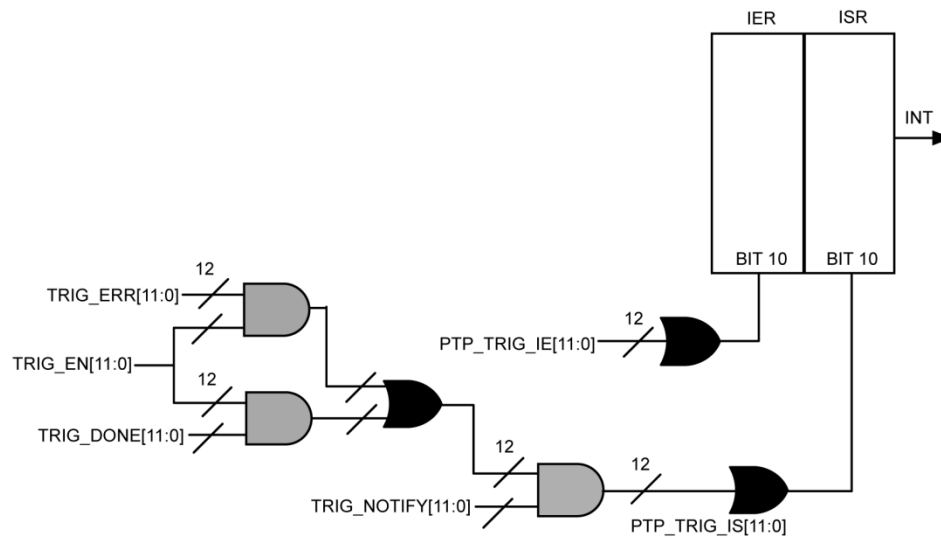 IER ISR
INT
BIT 10 BIT 10
12
TRIG_ERR[11:0]
12
PTP_TRIG_IE[11:0]
TRIG_EN[11:0]
12
TRIG_DONE[11:0]
12
12
TRIG_NOTIFY[11:0]
PTP_TRIG_IS[11:0]